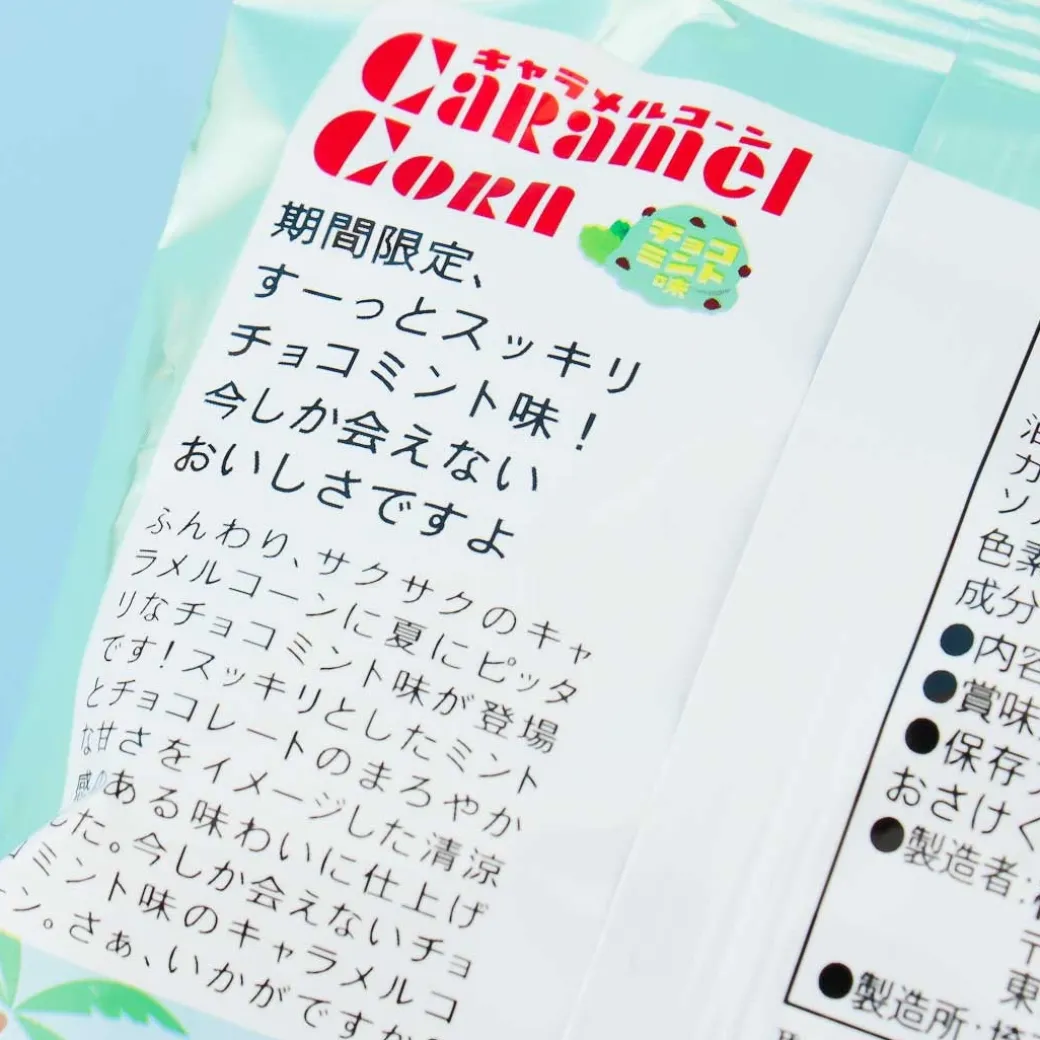 キャラメルコーン
Caramel
Corn
チョコ
ミント
味
期間限定、
すーっとスッキリ
チョコミント味！
今しか会えない
おいしさですよ
ふんわり、サクサクのキャ
ラメルコーンに夏にピッタ
リなチョコミント味が登場
です！スッキリとしたミント
とチョコレートのまろやか
な甘さをイメージした清涼
感のある味わいに仕上げ
した。今しか会えないチョ
ミント味のキャラメルコ
ン。さぁ、いかがですか
油
カ
ソ
色素
成分
●内容
●賞味
●保存
おさけく
●製造者:
〒
東
●製造所:埼